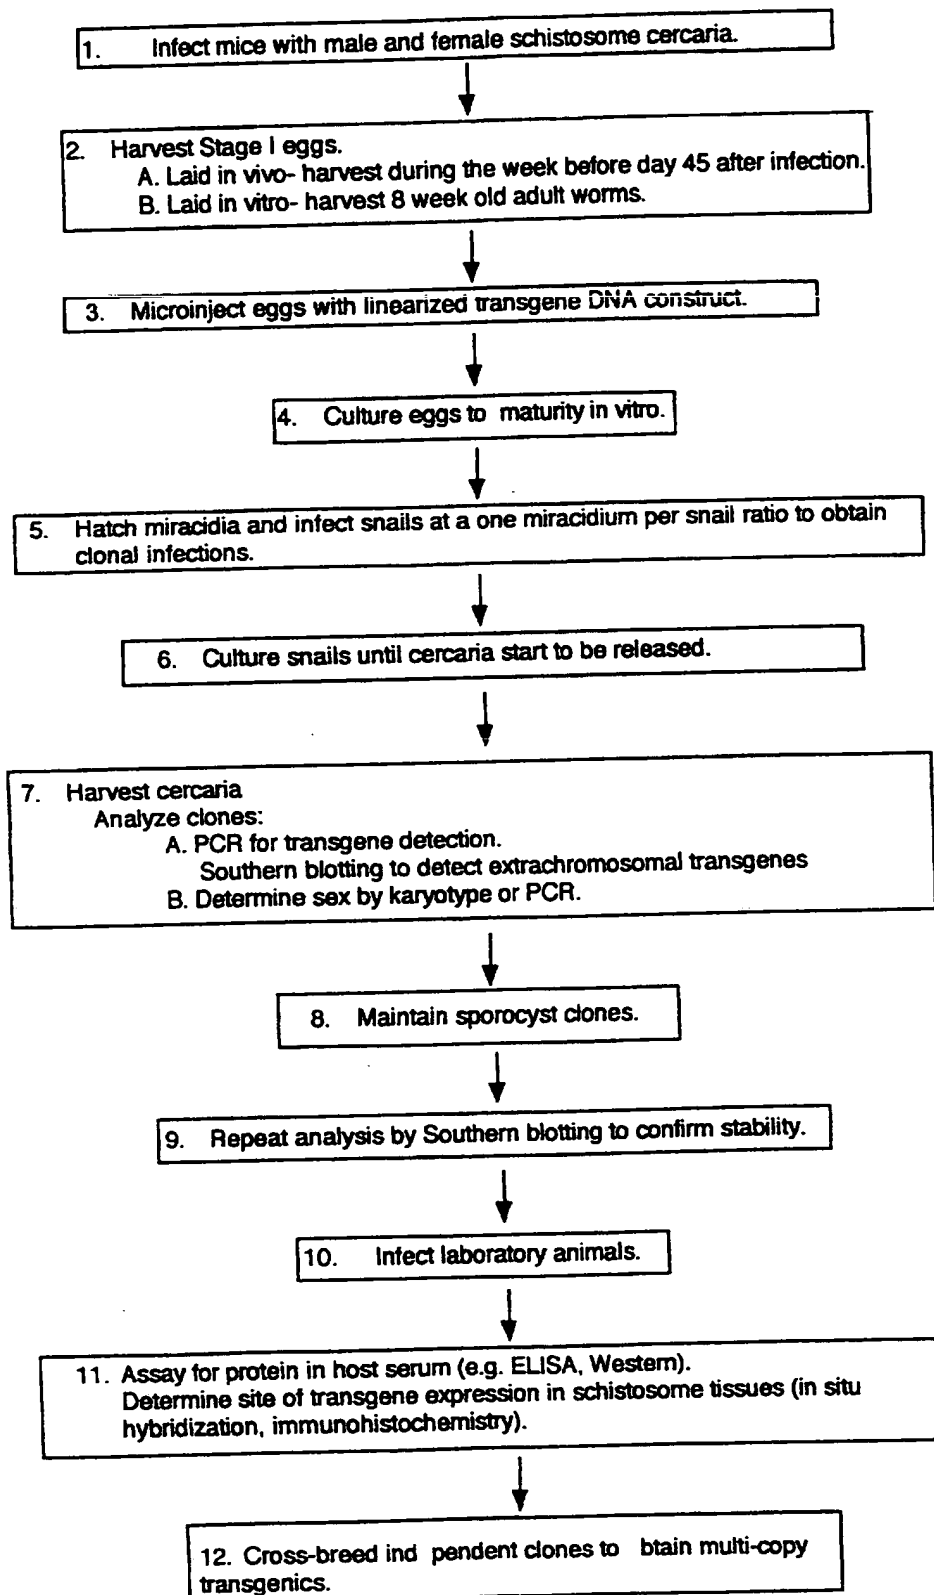 1. Infect mice with male and female schistosome cercaria.
2. Harvest Stage I eggs.
A. Laid in vivo- harvest during the week before day 45 after infection.
B. Laid in vitro- harvest 8 week old adult worms.
3. Microinject eggs with linearized transgene DNA construct.
4. Culture eggs to maturity in vitro.
5. Hatch miracidia and infect snails at a one miracidium per snail ratio to obtain
clonal infections.
6. Culture snails until cercaria start to be released.
7. Harvest cercaria
Analyze clones:
A. PCR for transgene detection.
Southern blotting to detect extrachromosomal transgenes
B. Determine sex by karyotype or PCR.
8. Maintain sporocyst clones.
9. Repeat analysis by Southern blotting to confirm stability.
10. Infect laboratory animals.
11. Assay for protein in host serum (e.g. ELISA, Western).
Determine site of transgene expression in schistosome tissues (in situ
hybridization, immunohistochemistry).
12. Cross-breed ind pendent clones to btain multi-copy
transgenics.